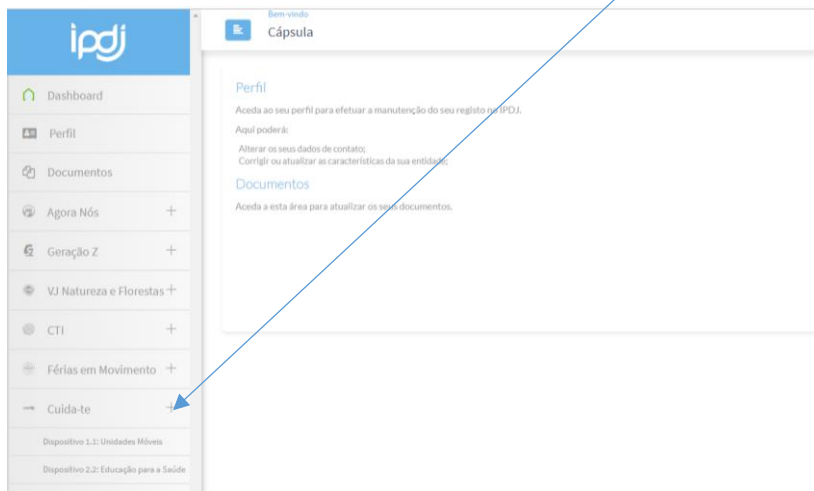 ipdj
Bem-vindo
Cápsula
Dashboard
Perfil
Documentos
Agora Nós +
Geração Z +
VJ Natureza e Florestas +
CTI +
Férias em Movimento +
Cuida-te +
Dispositivo 1.1: Unidades Móveis
Dispositivo 2.2: Educação para a Saúde
Perfil
Aceda ao seu perfil para efetuar a manutenção do seu registo no IPDJ.
Aqui poderá:
Alterar os seus dados de contato;
Corrigir ou atualizar as características da sua entidade;
Documentos
Aceda a esta área para atualizar os seus documentos.